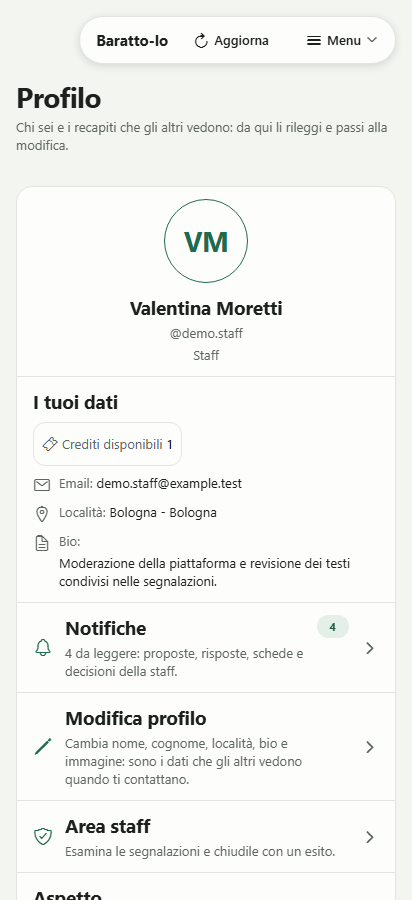 Baratto-lo Aggiorna Menu
Profilo
Chi sei e i recapiti che gli altri vedono: da qui li rileggi e passi alla
modifica.
VM
Valentina Moretti
@demo.staff
Staff
I tuoi dati
Crediti disponibili 1
Email: demo.staff@example.test
Località: Bologna - Bologna
Bio:
Moderazione della piattaforma e revisione dei testi
condivisi nelle segnalazioni.
Notifiche 4
4 da leggere: proposte, risposte, schede e
decisioni della staff.
Modifica profilo
Cambia nome, cognome, località, bio e
immagine: sono i dati che gli altri vedono
quando ti contattano.
Area staff
Esamina le segnalazioni e chiudile con un esito.
Aspetto